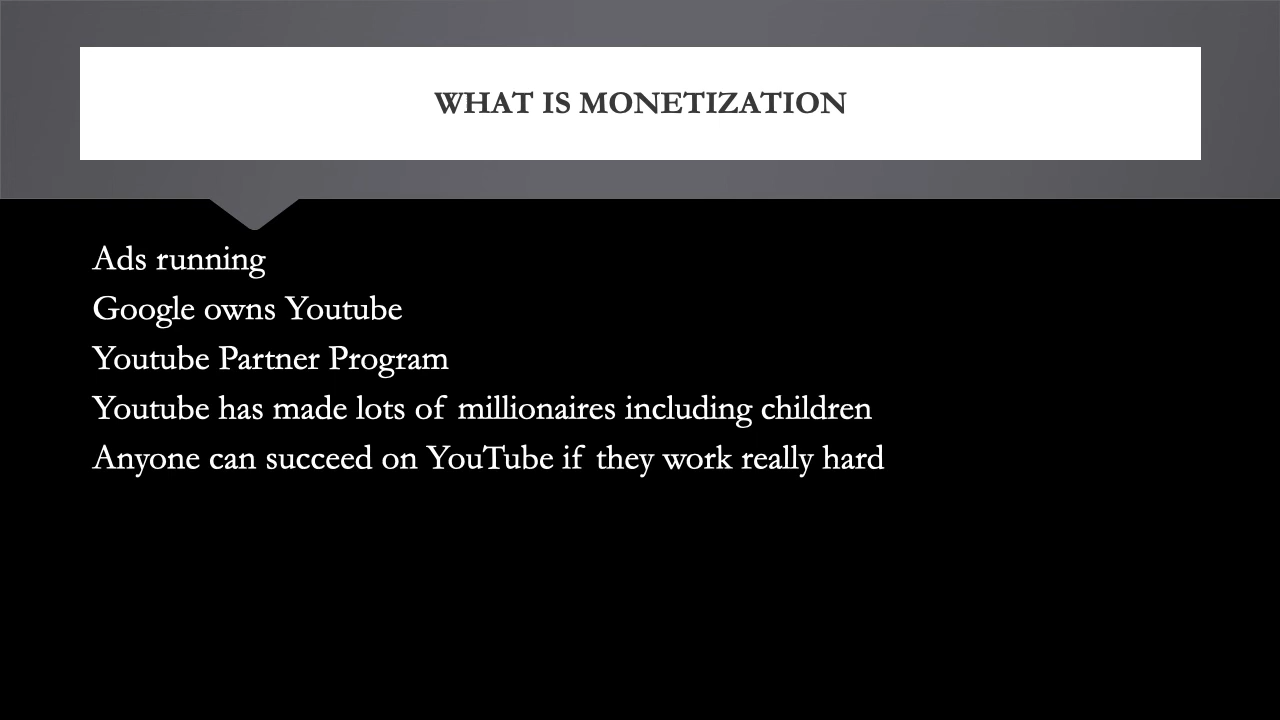 WHAT IS MONETIZATION
Ads running
Google owns Youtube
Youtube Partner Program
Youtube has made lots of millionaires including children
Anyone can succeed on YouTube if they work really hard